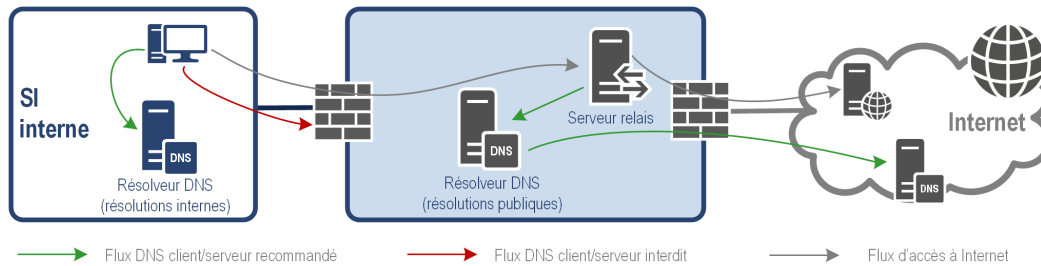 SI
interne
DNS
Résolveur DNS
(résolutions internes)
Serveur relais
DNS
Résolveur DNS
(résolutions publiques)
Internet
DNS
Flux DNS client/serveur recommandé
Flux DNS client/serveur interdit
Flux d'accès à Internet